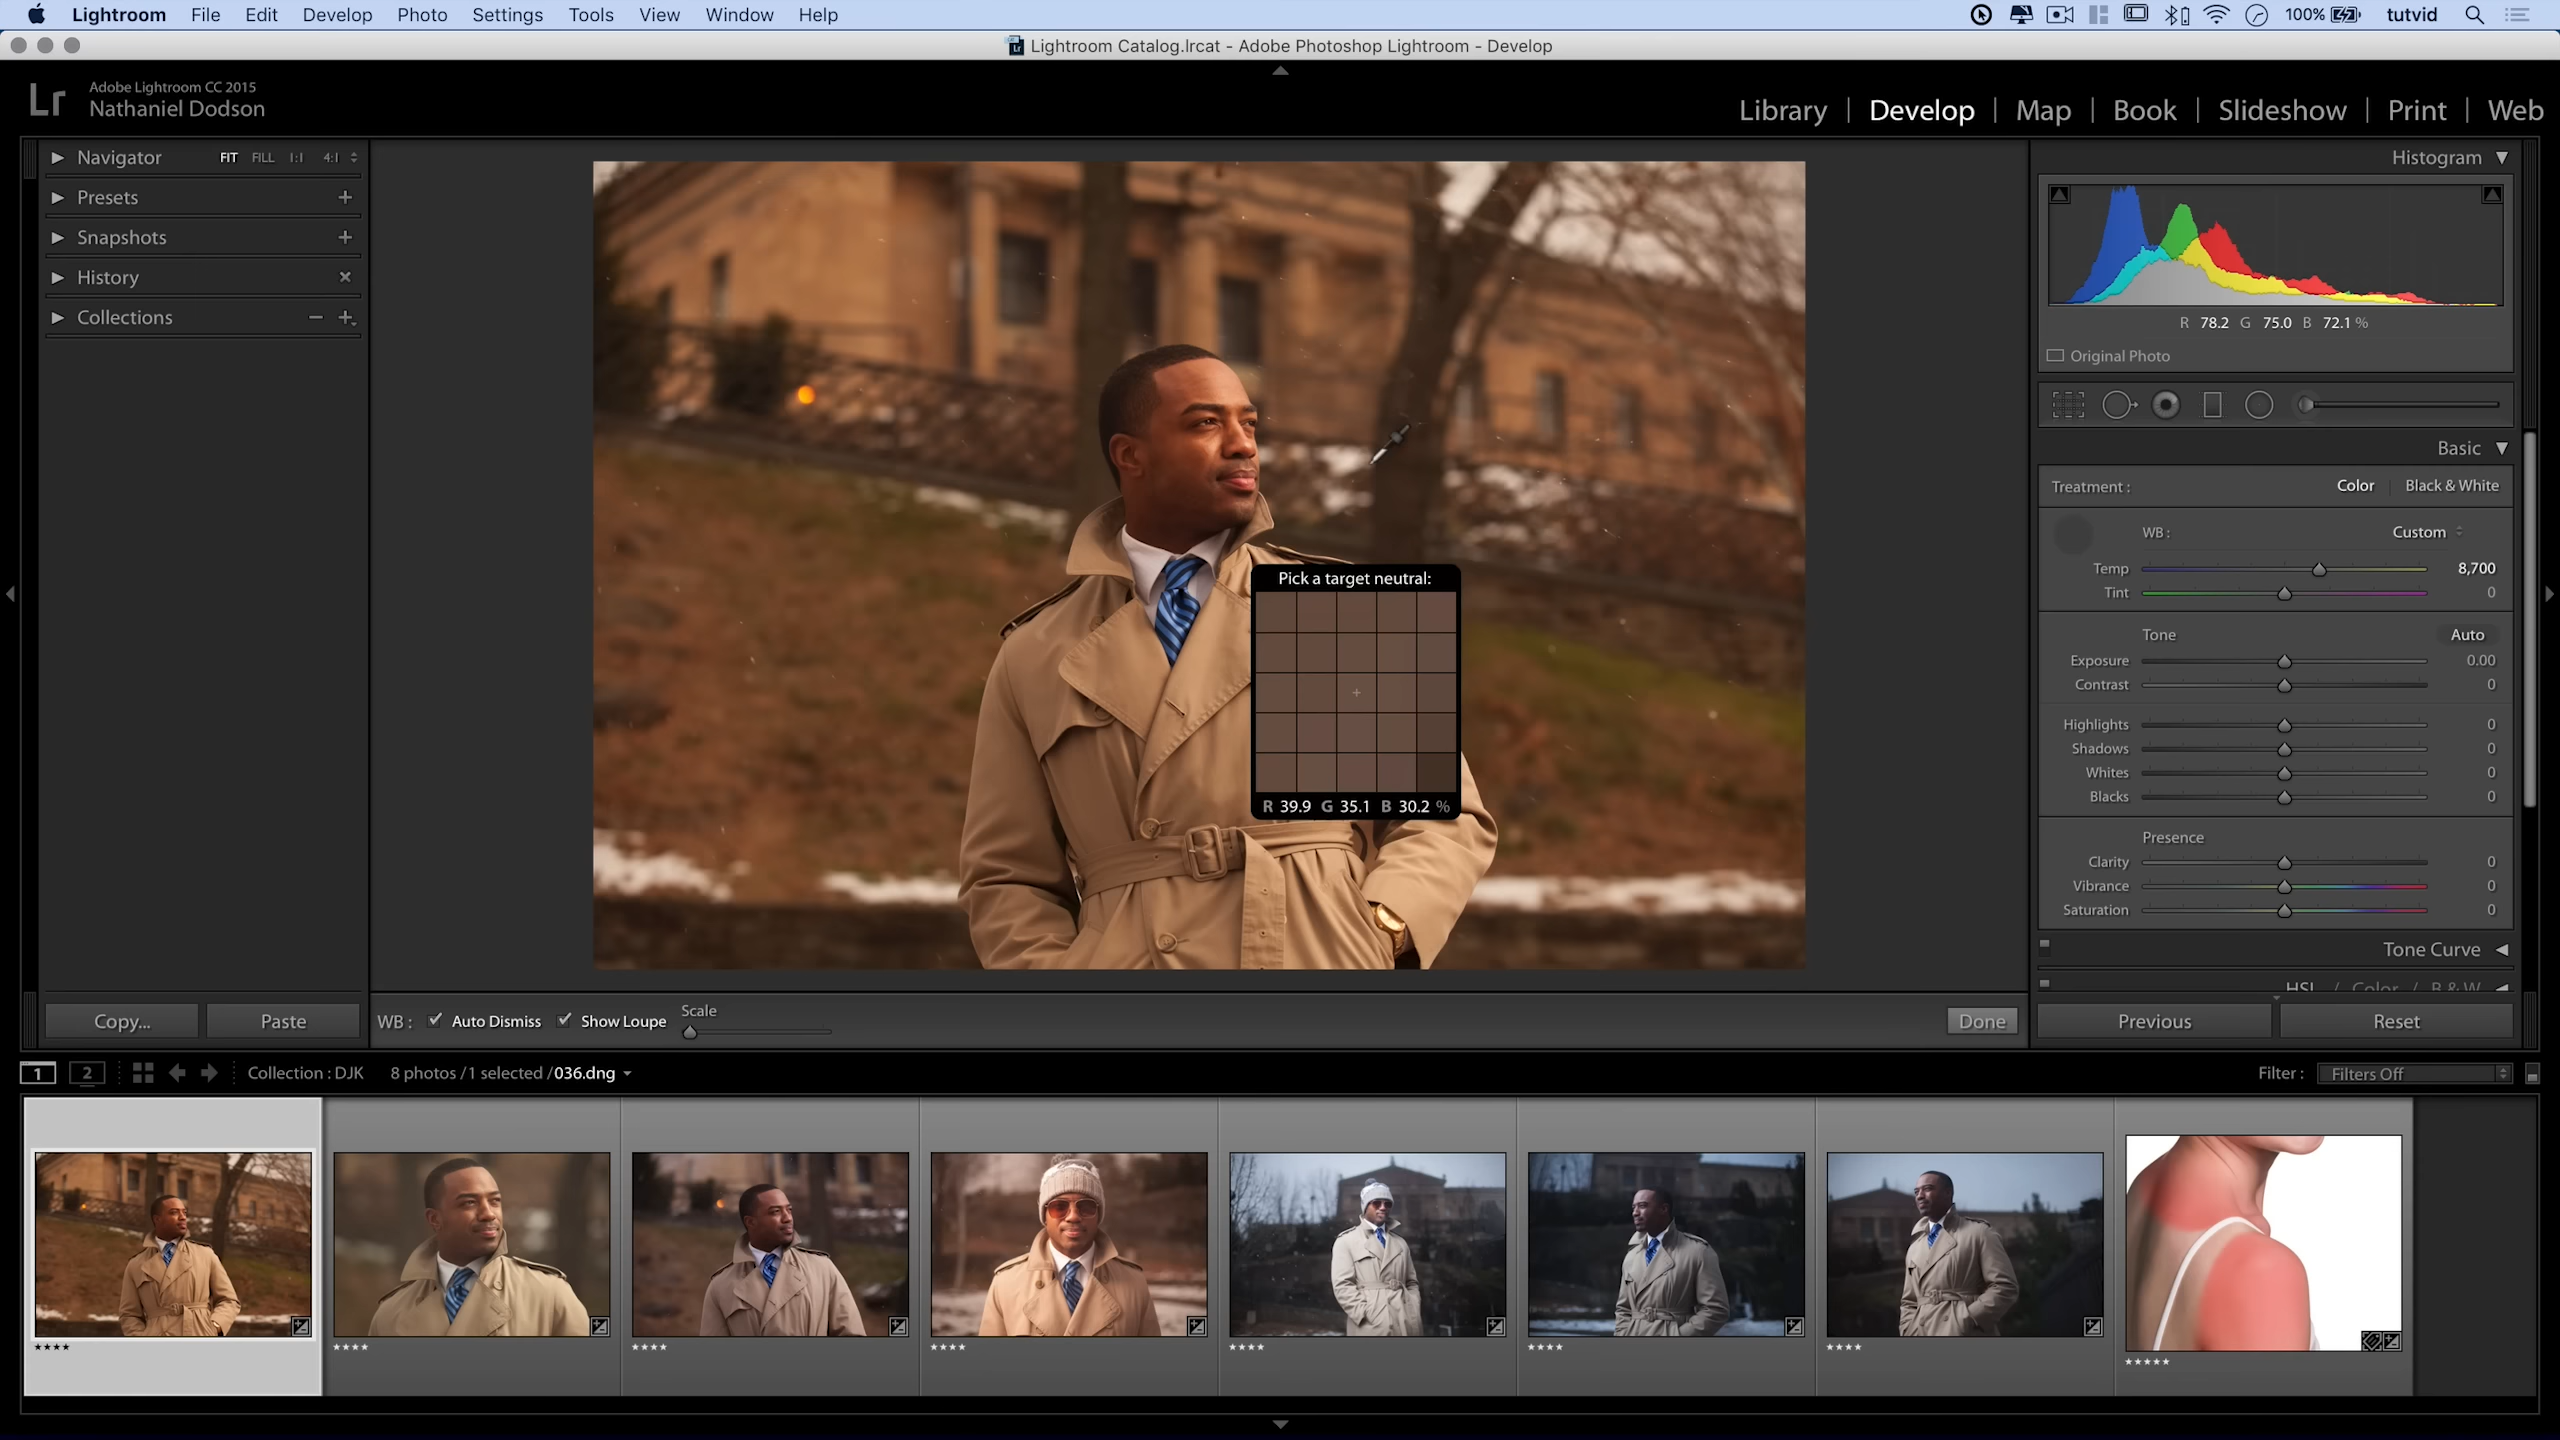 Lightroom File Edit Develop Photo Settings Tools View Window Help 100% tutvid
Lightroom Catalog.lrcat - Adobe Photoshop Lightroom - Develop
Lr Adobe Lightroom CC 2015
Nathaniel Dodson
Library | Develop | Map | Book | Slideshow | Print | Web
Navigator FIT FILL 1:1 4:1
Presets
Snapshots
History
Collections
Copy... Paste
Pick a target neutral:
R 39.9 G 35.1 B 30.2 %
WB : Auto Dismiss Show Loupe Scale Done
Histogram
R 78.2 G 75.0 B 72.1 %
Original Photo
Basic
Treatment : Color Black & White
WB : Custom
Temp 8,700
Tint 0
Tone Auto
Exposure 0.00
Contrast 0
Highlights 0
Shadows 0
Whites 0
Blacks 0
Presence
Clarity 0
Vibrance 0
Saturation 0
Tone Curve
HSL / Color / B & W
Previous Reset
1 2 Collection : DJK 8 photos / 1 selected / 036.dng Filter : Filters Off